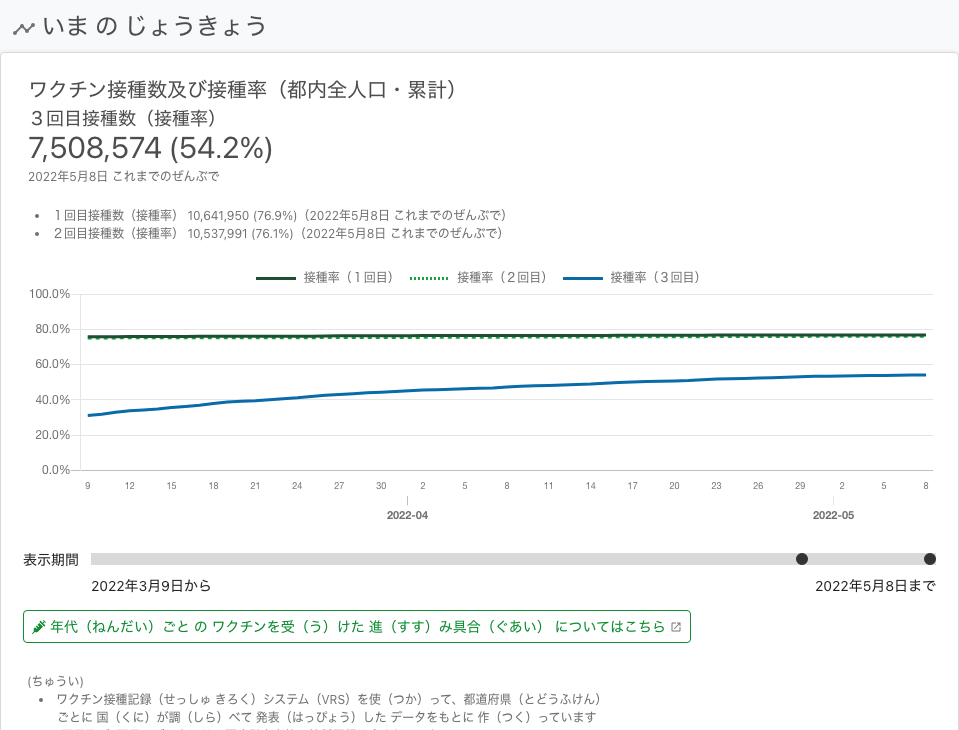 いま の じょうきょう
ワクチン接種数及び接種率（都内全人口・累計）
３回目接種数（接種率）
7,508,574 (54.2%)
2022年5月8日 これまでのぜんぶで
• １回目接種数（接種率） 10,641,950 (76.9%)（2022年5月8日 これまでのぜんぶで）
• ２回目接種数（接種率） 10,537,991 (76.1%)（2022年5月8日 これまでのぜんぶで）
接種率（１回目） 接種率（２回目） 接種率（３回目）
100.0%
80.0%
60.0%
40.0%
20.0%
0.0%
9 12 15 18 21 24 27 30 2 5 8 11 14 17 20 23 26 29 2 5 8
2022-04 2022-05
表示期間
2022年3月9日から 2022年5月8日まで
年代（ねんだい）ごと の ワクチンを受（う）けた 進（すす）み具合（ぐあい） についてはこちら
(ちゅうい)
• ワクチン接種記録（せっしゅ きろく）システム（VRS）を使（つか）って、都道府県（とどうふけん）
ごとに 国（くに）が調（しら）べて 発表（はっぴょう）した データをもとに 作（つく）っています